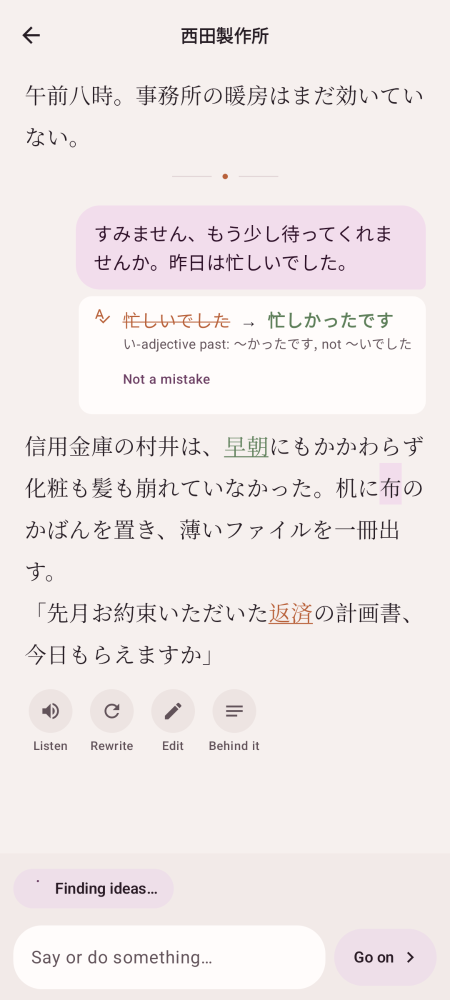 西田製作所
午前八時。事務所の暖房はまだ効いてい
ない。
すみません、もう少し待ってくれま
せんか。昨日は忙しいでした。
忙しいでした → 忙しかったです
い-adjective past: 〜かったです, not 〜いでした
Not a mistake
信用金庫の村井は、早朝にもかかわらず
化粧も髪も崩れていなかった。机に布の
かばんを置き、薄いファイルを一冊出
す。
「先月お約束いただいた返済の計画書、
今日もらえますか」
Listen Rewrite Edit Behind it
Finding ideas…
Say or do something…
Go on